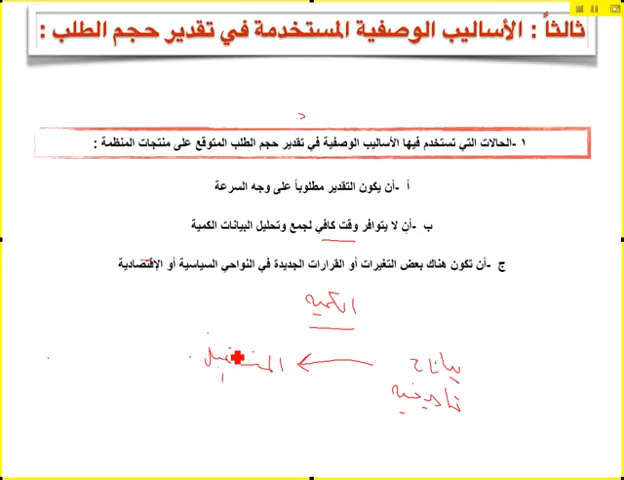 ثالثاً : الأساليب الوصفية المستخدمة في تقدير حجم الطلب :
١ -الحالات التي تستخدم فيها الأساليب الوصفية في تقدير حجم الطلب المتوقع على منتجات المنظمة :
أ -أن يكون التقدير مطلوباً على وجه السرعة
ب -أن لا يتوافر وقت كافي لجمع وتحليل البيانات الكمية
ج -أن تكون هناك بعض التغيرات أو القرارات الجديدة في النواحي السياسية أو الإقتصادية
الكمية
بيانات
المستقبل
تاريخية